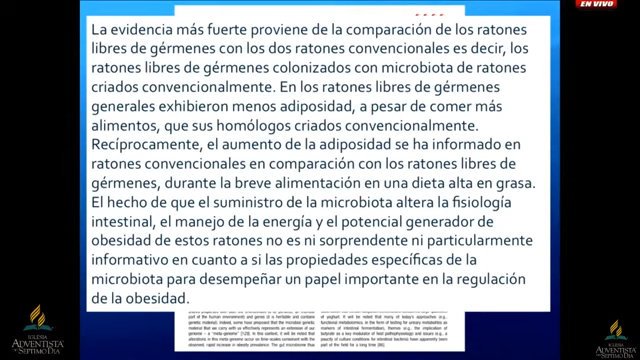 EN VIVO
La evidencia más fuerte proviene de la comparación de los ratones
libres de gérmenes con los dos ratones convencionales es decir, los
ratones libres de gérmenes colonizados con microbiota de ratones
criados convencionalmente. En los ratones libres de gérmenes
generales exhibieron menos adiposidad, a pesar de comer más
alimentos, que sus homólogos criados convencionalmente.
Recíprocamente, el aumento de la adiposidad se ha informado en
ratones convencionales en comparación con los ratones libres de
gérmenes, durante la breve alimentación en una dieta alta en grasa.
El hecho de que el suministro de la microbiota altera la fisiología
intestinal, el manejo de la energía y el potencial generador de
obesidad de estos ratones no es ni sorprendente ni particularmente
informativo en cuanto a si las propiedades específicas de la
microbiota para desempeñar un papel importante en la regulación
de la obesidad.
IGLESIA
ADVENTISTA
DEL SÉPTIMO DÍA
IGLESIA
ADVENTISTA
DEL SÉPTIMO DÍA